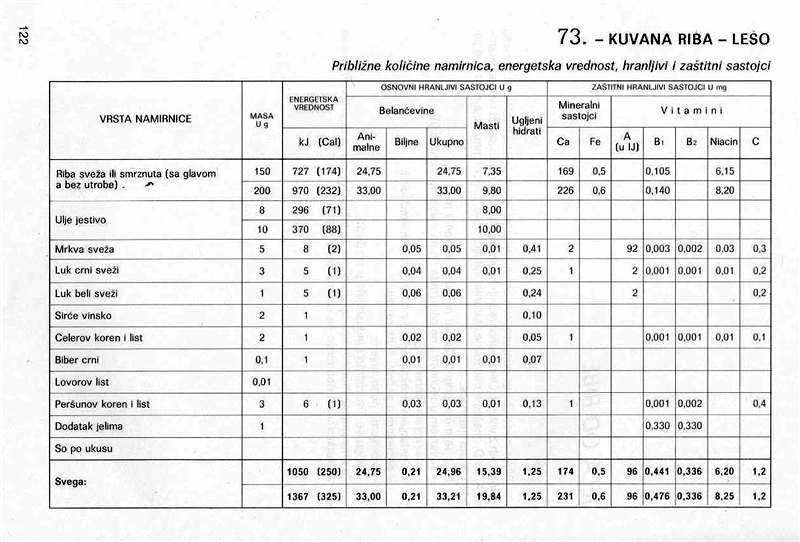 122
73. – KUVANA RIBA – LEŠO
Približne količine namirnica, energetska vrednost, hranljivi i zaštitni sastojci
VRSTA NAMIRNICE MASA U g ENERGETSKA VREDNOST OSNOVNI HRANLJIVI SASTOJCI U g ZAŠTITNI HRANLJIVI SASTOJCI U mg
Belančevine Masti Ugljeni hidrati Mineralni sastojci Vitamini
kJ (Cal) Ani-malne Biljne Ukupno Ca Fe A (u IJ) B1 B2 Niacin C
Riba sveža ili smrznuta (sa glavom 150 727 (174) 24,75 24,75 7,35 169 0,5 0,105 6,15
a bez utrobe) . 200 970 (232) 33,00 33,00 9,80 226 0,6 0,140 8,20
Ulje jestivo 8 296 (71) 8,00
10 370 (88) 10,00
Mrkva sveža 5 8 (2) 0,05 0,05 0,01 0,41 2 92 0,003 0,002 0,03 0,3
Luk crni sveži 3 5 (1) 0,04 0,04 0,01 0,25 1 2 0,001 0,001 0,01 0,2
Luk beli sveži 1 5 (1) 0,06 0,06 0,24 2 0,2
Sirće vinsko 2 1 0,10
Celerov koren i list 2 1 0,02 0,02 0,05 1 0,001 0,001 0,01 0,1
Biber crni 0,1 1 0,01 0,01 0,01 0,07
Lovorov list 0,01
Peršunov koren i list 3 6 (1) 0,03 0,03 0,01 0,13 1 0,001 0,002 0,4
Dodatak jelima 1 0,330 0,330
So po ukusu
Svega: 1050 (250) 24,75 0,21 24,96 15,39 1,25 174 0,5 96 0,441 0,336 6,20 1,2
1367 (325) 33,00 0,21 33,21 19,84 1,25 231 0,6 96 0,476 0,336 8,25 1,2